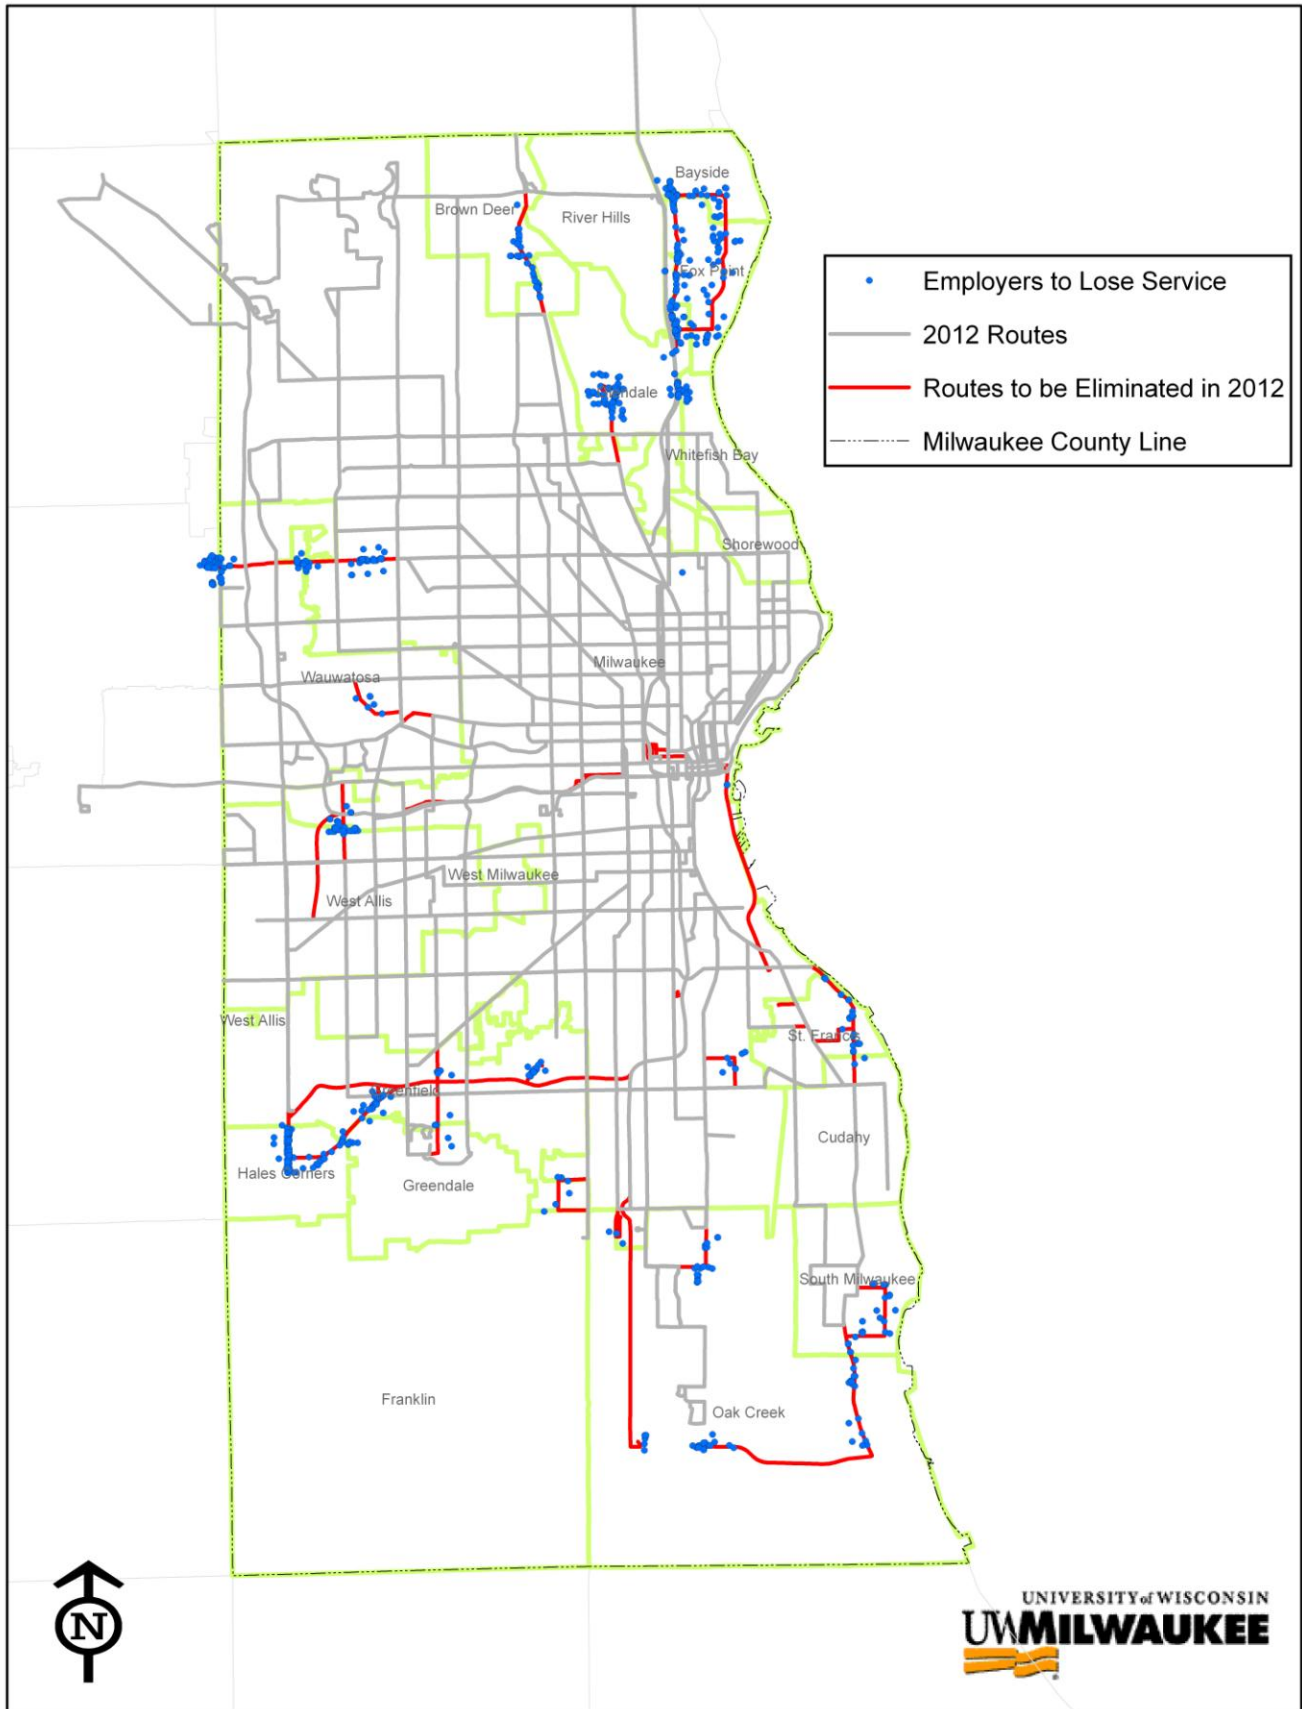 Bayside
Brown Deer
River Hills
Fox Point
Employers to Lose Service
2012 Routes
Routes to be Eliminated in 2012
Milwaukee County Line
Whitefish Bay
Shorewood
Milwaukee
Wauwatosa
West Milwaukee
West Allis
West Allis
St. Francis
Cudahy
Hales Corners
Greendale
South Milwaukee
Franklin
Oak Creek
N
UNIVERSITY of WISCONSIN
UWMILWAUKEE